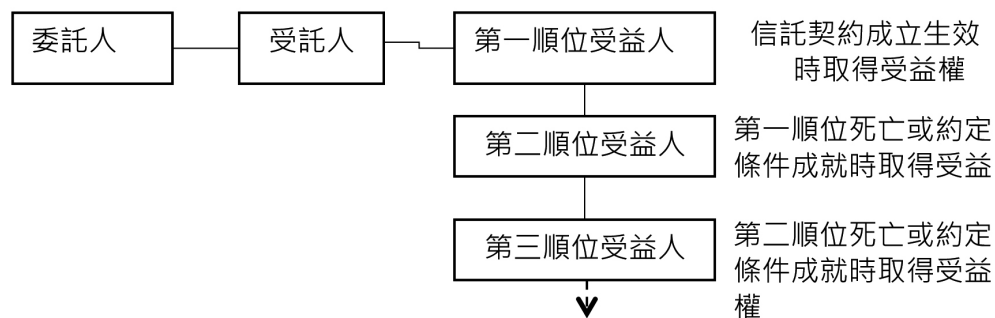 委託人
受託人
第一順位受益人
信託契約成立生效
時取得受益權
第二順位受益人
第一順位死亡或約定
條件成就時取得受益
第三順位受益人
第二順位死亡或約定
條件成就時取得受益
權